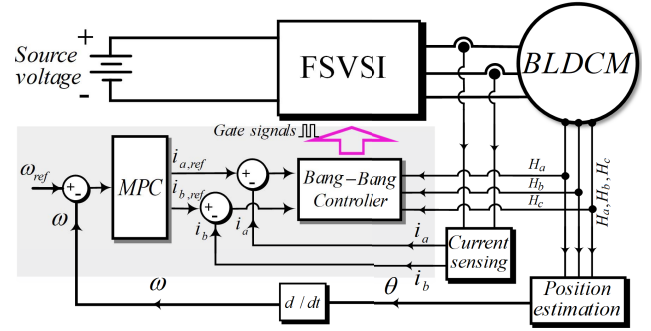 +
Source
voltage
-
FSVSI
BLDCM
Gate signals
ω_ref
+
-
ω
MPC
i_a,ref
i_b,ref
+
-
+
-
i_b
i_a
Bang-Bang
Controlier
H_a
H_b
H_c
H_a,H_b,H_c
i_a
i_b
Current
sensing
ω
d/dt
θ
Position
estimation